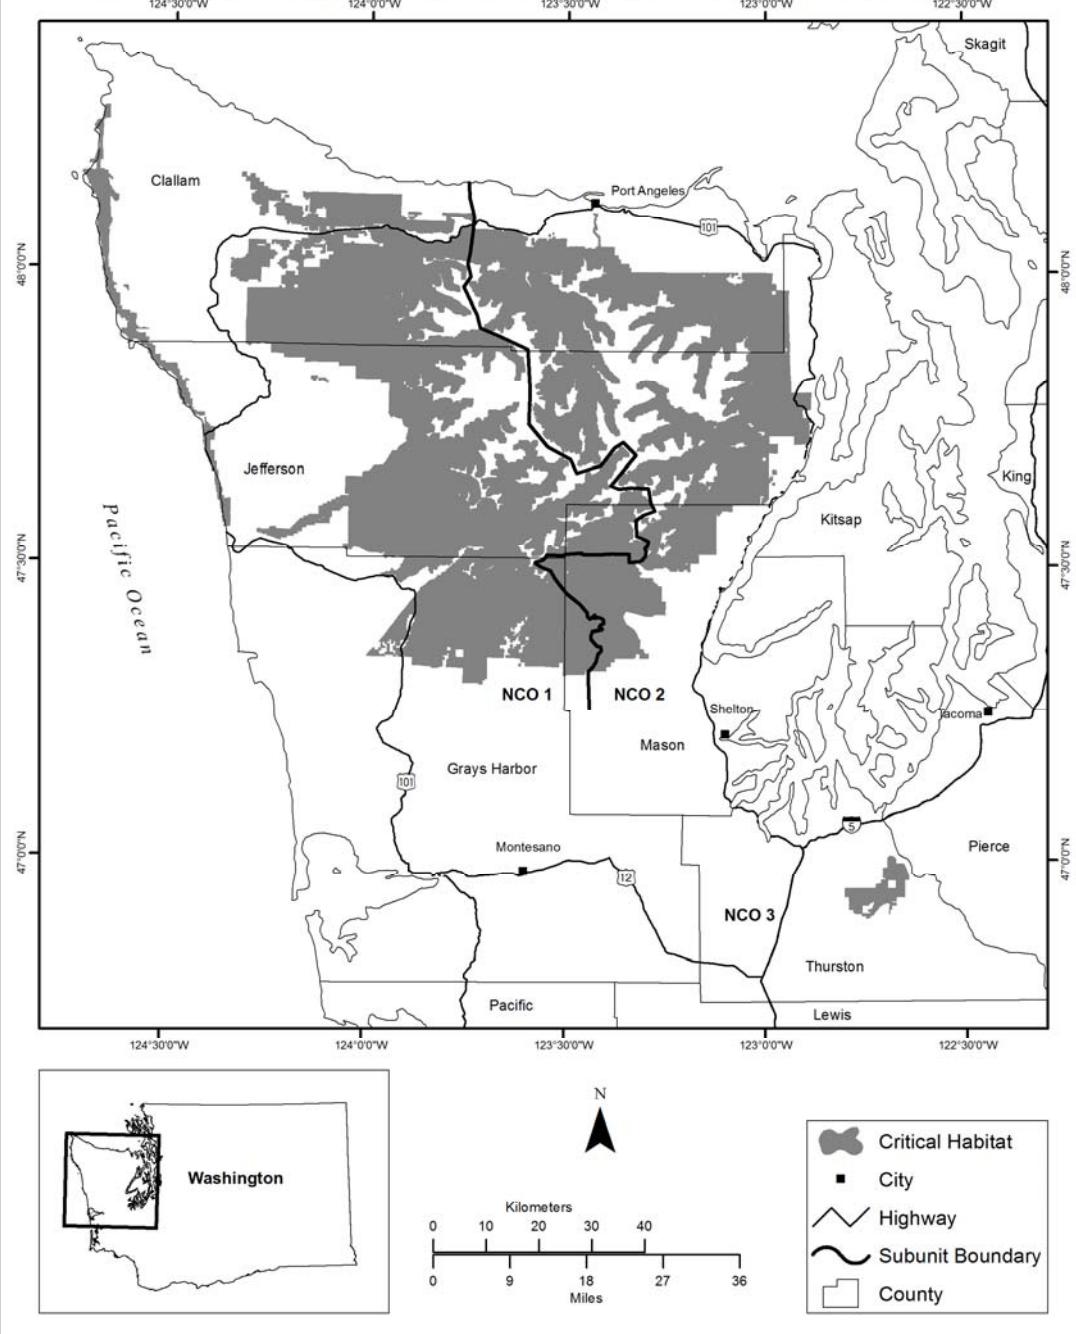 124°30'0"W 124°0'0"W 123°30'0"W 123°0'0"W 122°30'0"W
Skagit
Clallam
Port Angeles
101
48°0'0"N
48°0'0"N
Jefferson
King
Kitsap
Pacific Ocean
47°30'0"N
47°30'0"N
NCO 1
NCO 2
Shelton
Tacoma
Mason
Grays Harbor
101
5
Montesano
Pierce
47°0'0"N
47°0'0"N
12
NCO 3
Thurston
Pacific
Lewis
124°30'0"W 124°0'0"W 123°30'0"W 123°0'0"W 122°30'0"W
Washington
N
Kilometers
0 10 20 30 40
0 9 18 27 36
Miles
Critical Habitat
City
Highway
Subunit Boundary
County